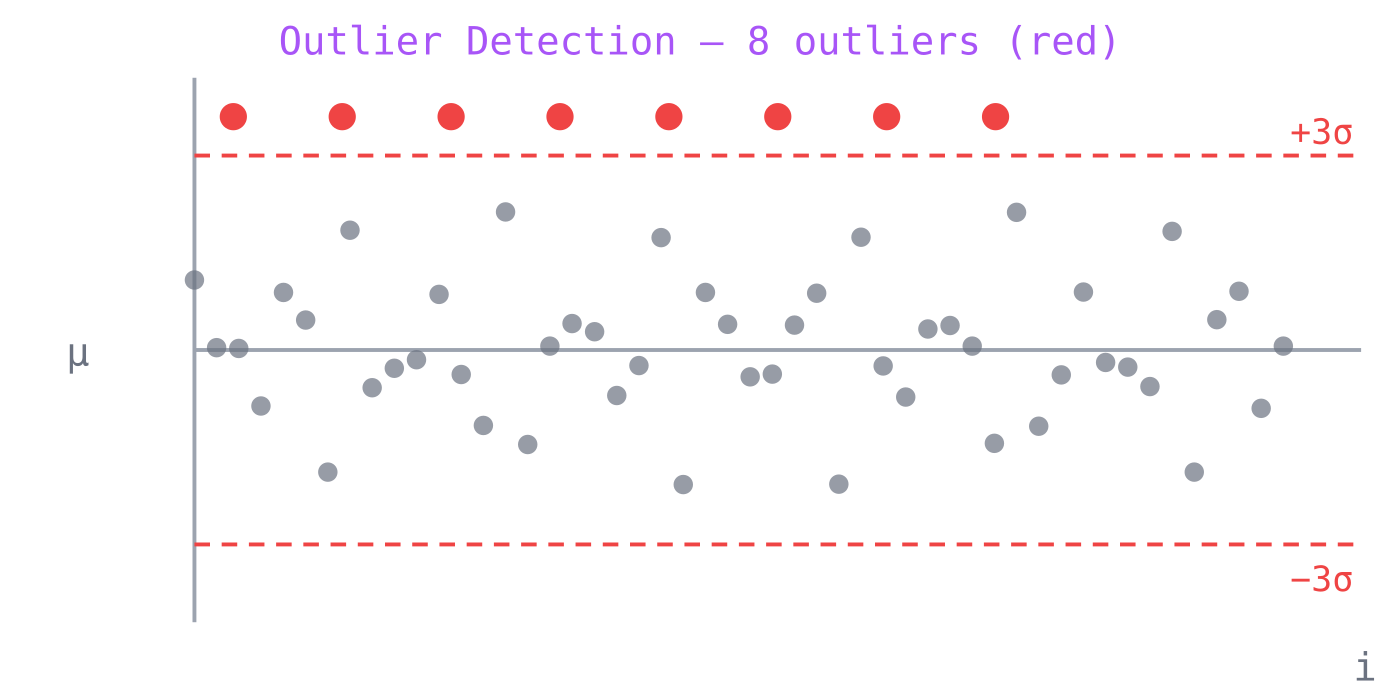 Outlier Detection — 8 outliers (red)
+3σ
μ
−3σ
i